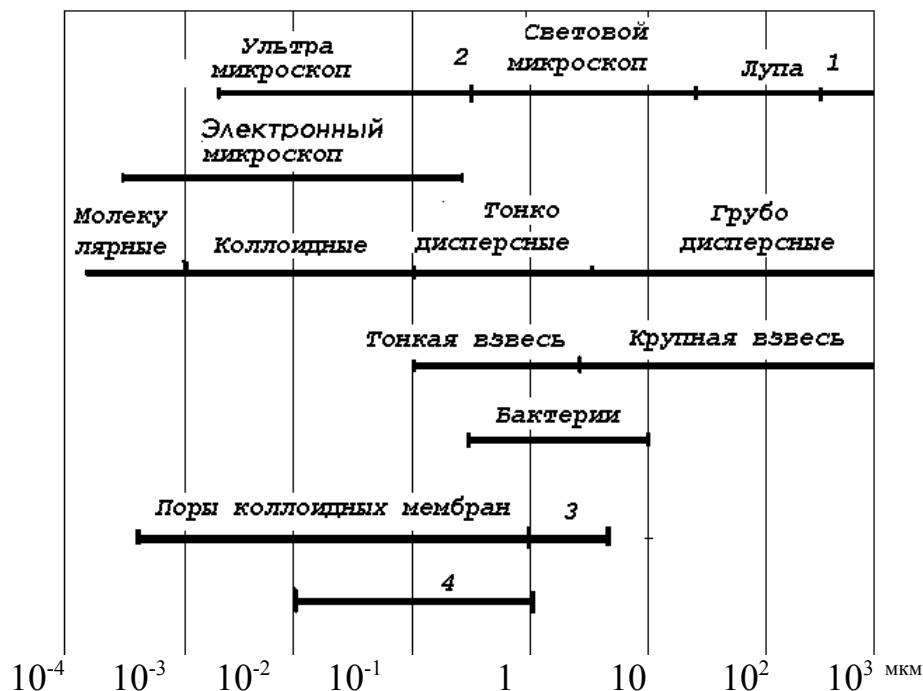 Ультра
микроскоп
2
Световой
микроскоп
Лупа
1
Электронный
микроскоп
Молеку
лярные
Коллоидные
Тонко
дисперсные
Грубо
дисперсные
Тонкая взвесь
Крупная взвесь
Бактерии
Поры коллоидных мембран
3
4
10⁻⁴ 10⁻³ 10⁻² 10⁻¹ 1 10 10² 10³ мкм